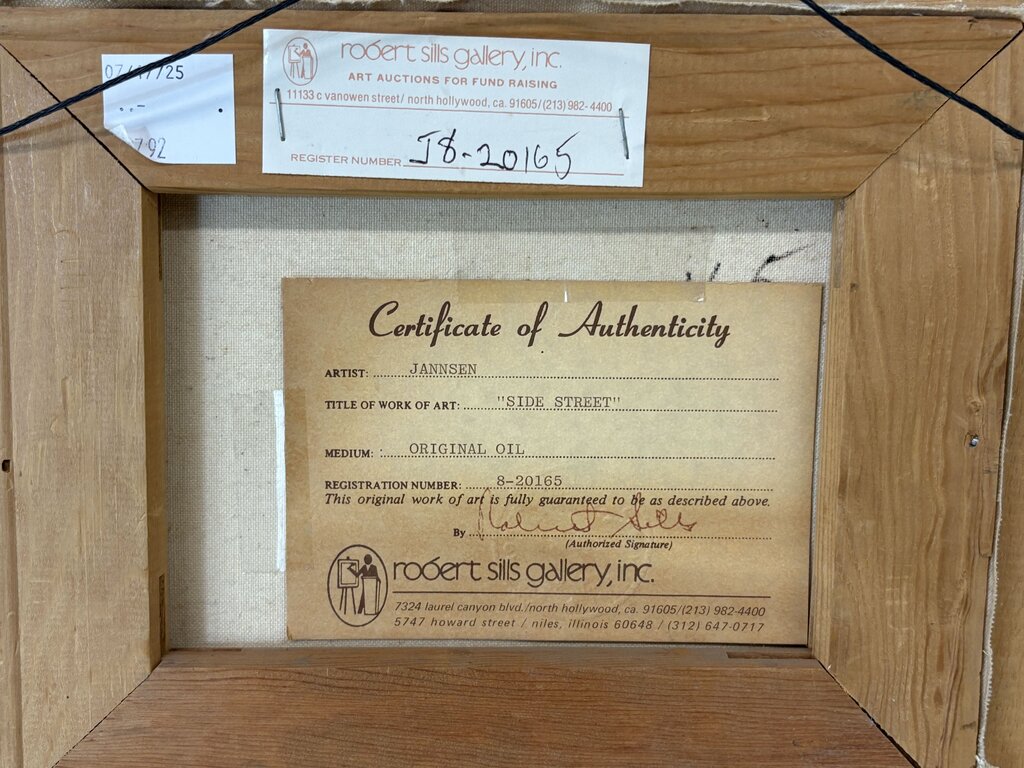 robert sills gallery, inc.
ART AUCTIONS FOR FUND RAISING
11133 c vanowen street/ north hollywood, ca. 91605/(213) 982-4400
REGISTER NUMBER J8-20165
792
Certificate of Authenticity
ARTIST: JANNSEN
TITLE OF WORK OF ART: "SIDE STREET"
MEDIUM: ORIGINAL OIL
REGISTRATION NUMBER: 8-20165
This original work of art is fully guaranteed to be as described above.
By Robert Sills
(Authorized Signature)
robert sills gallery, inc.
7324 laurel canyon blvd./north hollywood, ca. 91605/(213) 982-4400
5747 howard street / niles, illinois 60648 / (312) 647-0717